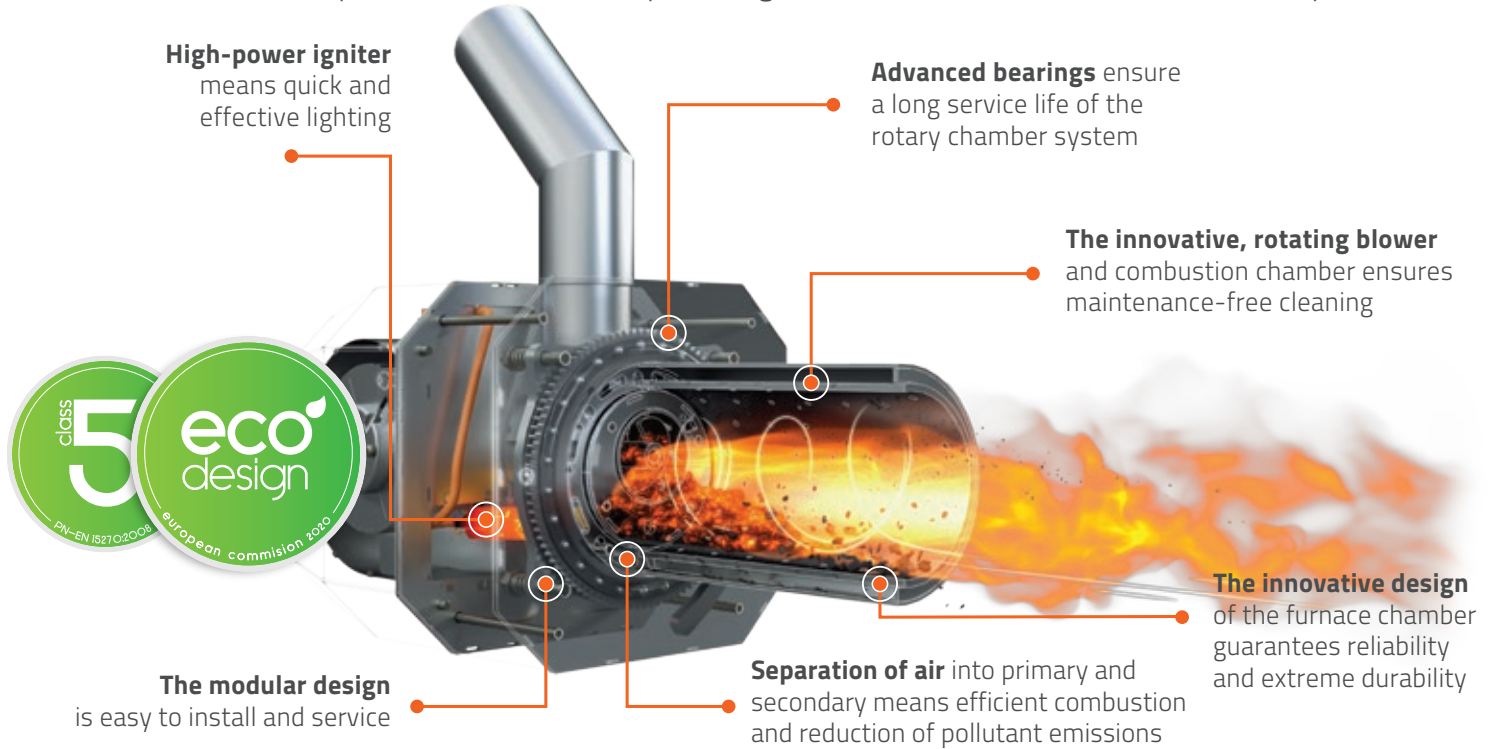 High-power igniter
means quick and
effective lighting
Advanced bearings ensure
a long service life of the
rotary chamber system
The innovative, rotating blower
and combustion chamber ensures
maintenance-free cleaning
class
5
PN-EN 15270:2008
eco
design
european commision 2020
The innovative design
of the furnace chamber
guarantees reliability
and extreme durability
The modular design
is easy to install and service
Separation of air into primary and
secondary means efficient combustion
and reduction of pollutant emissions